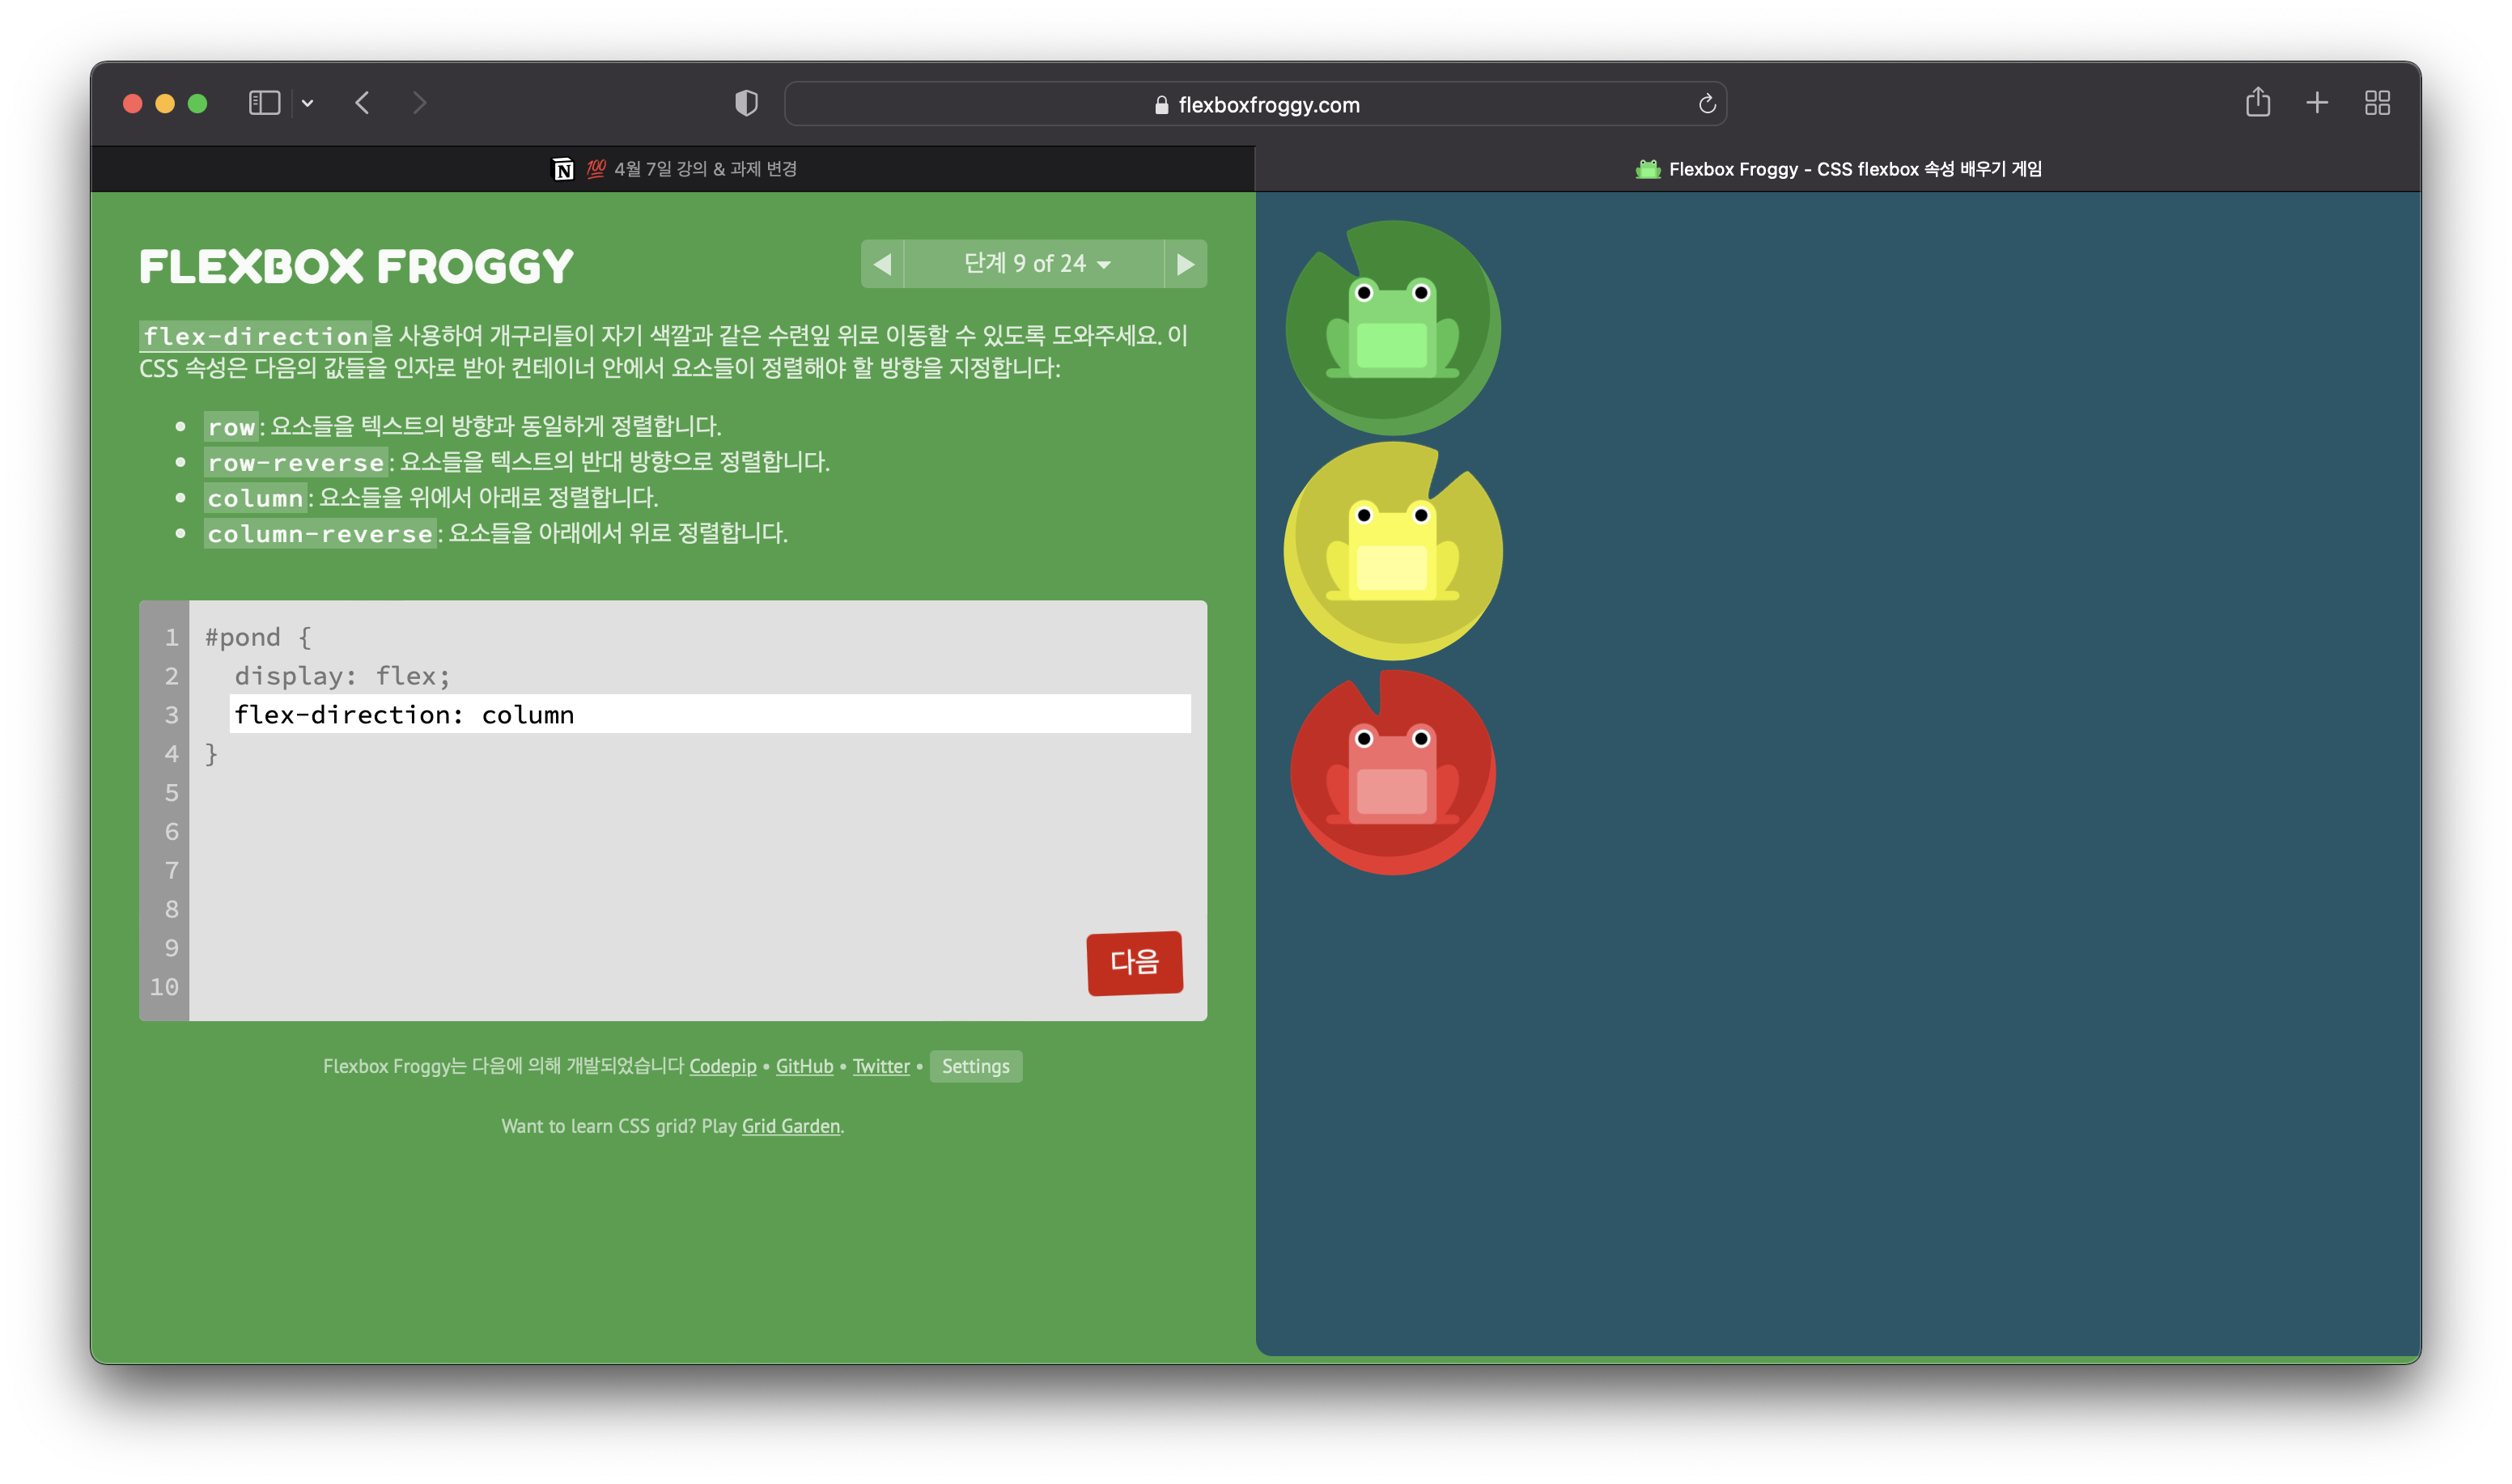 flexboxfroggy.com
N 💯 4월 7일 강의 & 과제 변경
Flexbox Froggy - CSS flexbox 속성 배우기 게임
FLEXBOX FROGGY
단계 9 of 24
flex-direction을 사용하여 개구리들이 자기 색깔과 같은 수련잎 위로 이동할 수 있도록 도와주세요. 이
CSS 속성은 다음의 값들을 인자로 받아 컨테이너 안에서 요소들이 정렬해야 할 방향을 지정합니다:
• row: 요소들을 텍스트의 방향과 동일하게 정렬합니다.
• row-reverse: 요소들을 텍스트의 반대 방향으로 정렬합니다.
• column: 요소들을 위에서 아래로 정렬합니다.
• column-reverse: 요소들을 아래에서 위로 정렬합니다.
1 #pond {
2 display: flex;
3 flex-direction: column
4 }
5
6
7
8
9
10
다음
Flexbox Froggy는 다음에 의해 개발되었습니다 Codepip • GitHub • Twitter • Settings
Want to learn CSS grid? Play Grid Garden.